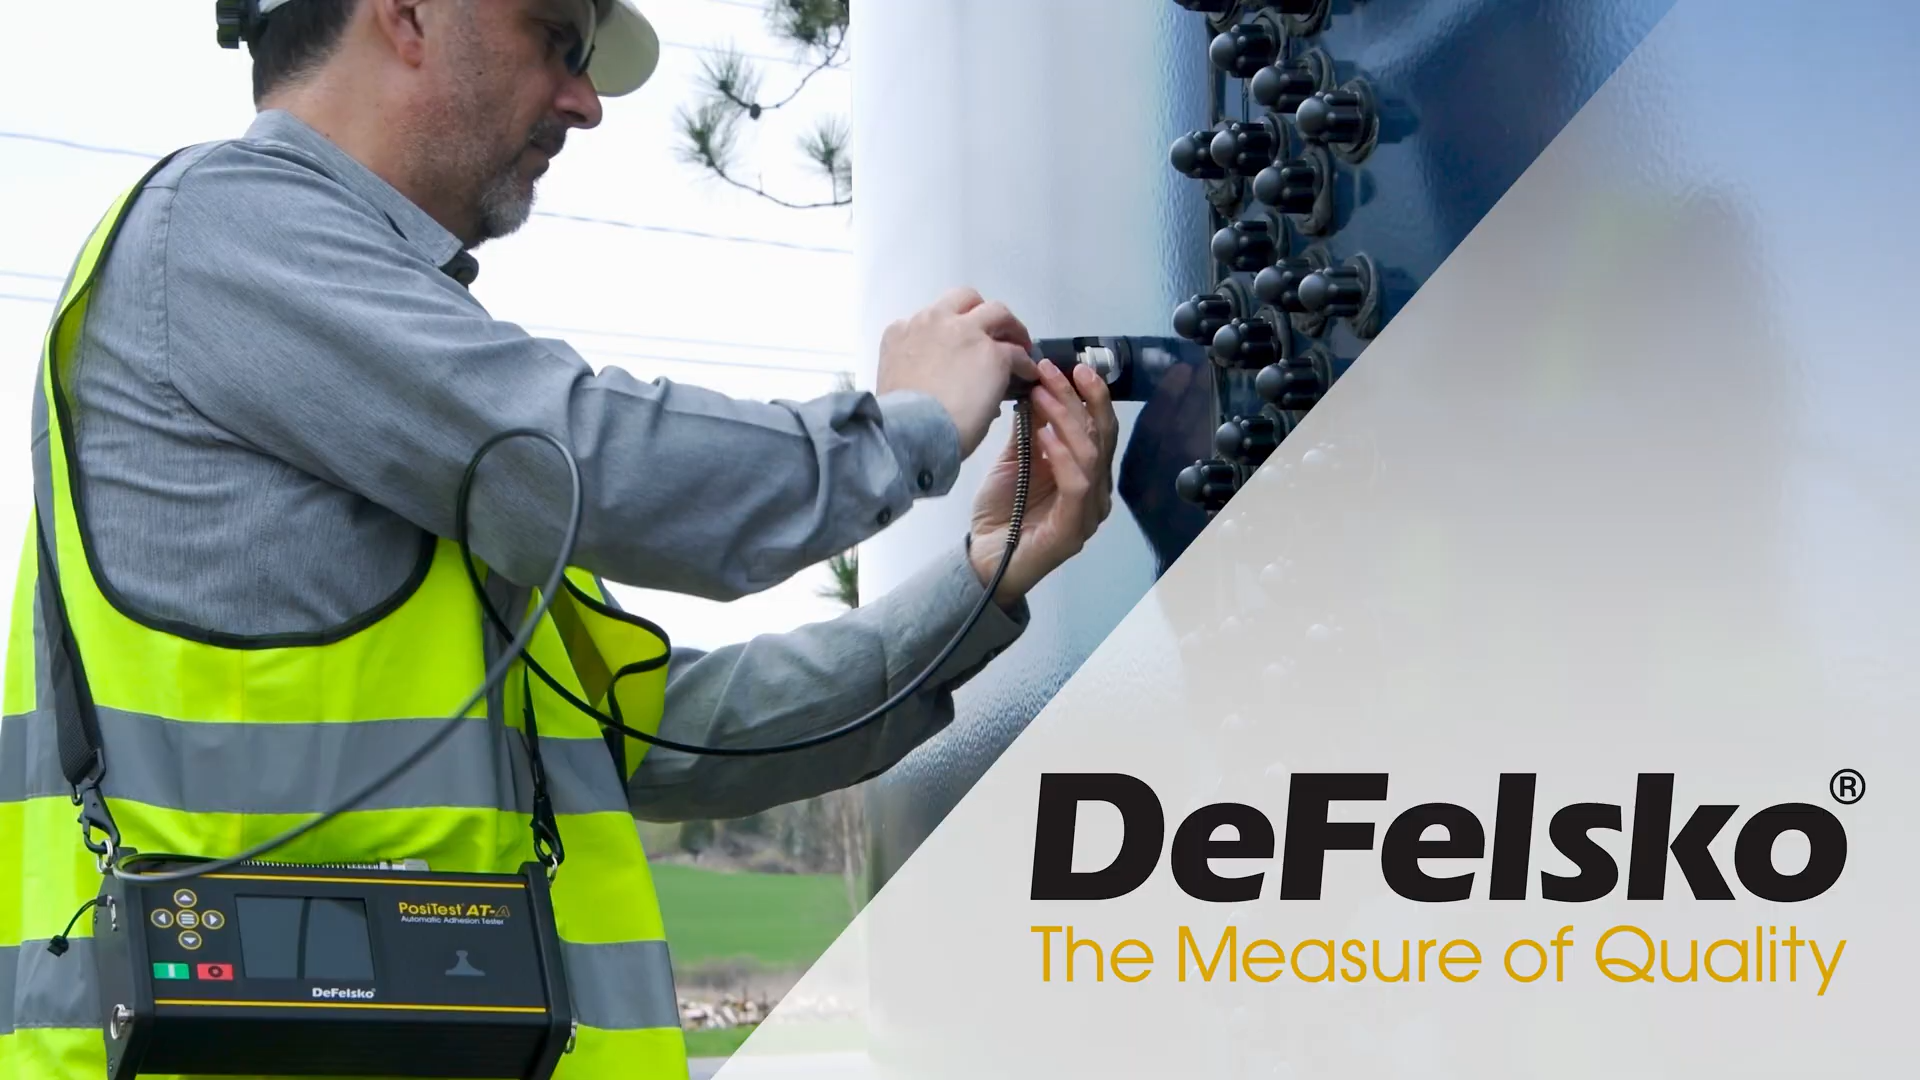 PosiTest AT-A
Automatic Adhesion Tester
DeFelsko
DeFelsko®
The Measure of Quality